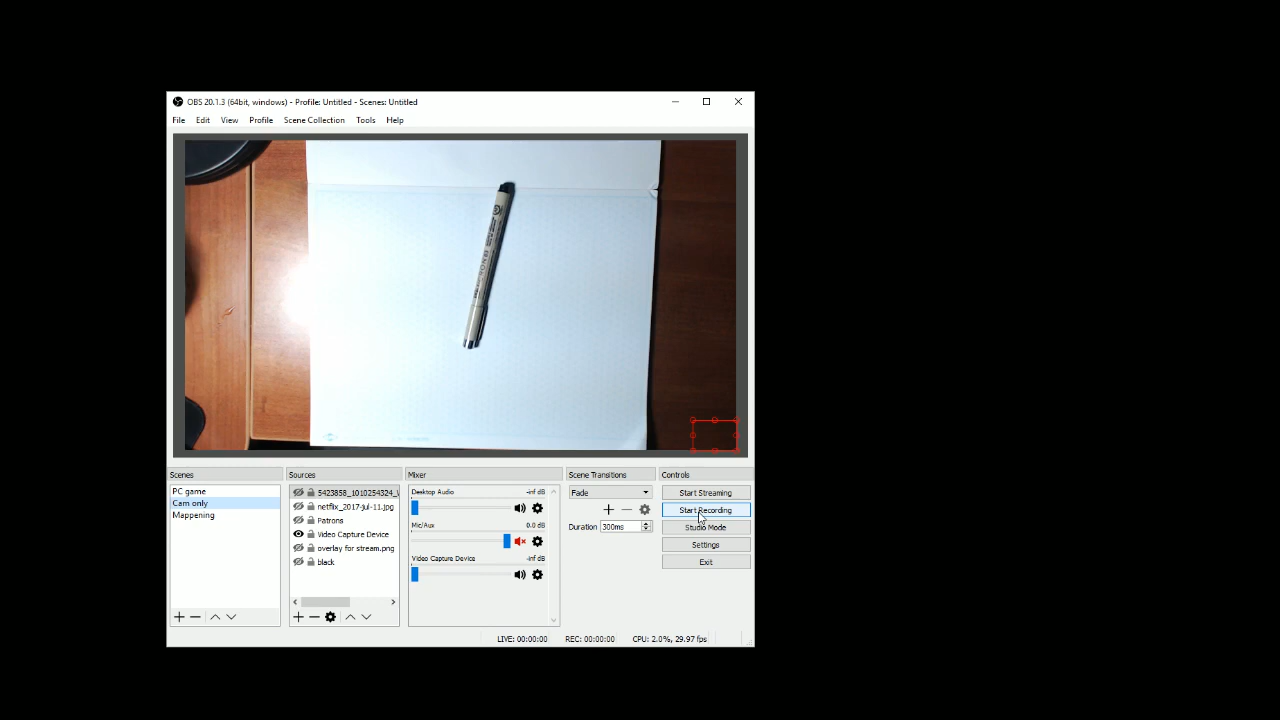 OBS 20.1.3 (64bit, windows) - Profile: Untitled - Scenes: Untitled
File Edit View Profile Scene Collection Tools Help
Scenes
PC game
Cam only
Mappening
Sources
5423858_1010254324_
netflix_2017-jul-11.jpg
Patrons
Video Capture Device
overlay for stream.png
black
Mixer
Desktop Audio -inf dB
Mic/Aux 0.0 dB
Video Capture Device -inf dB
Scene Transitions
Fade
Duration 300ms
Controls
Start Streaming
Start Recording
Studio Mode
Settings
Exit
LIVE: 00:00:00 REC: 00:00:00 CPU: 2.0%, 29.97 fps